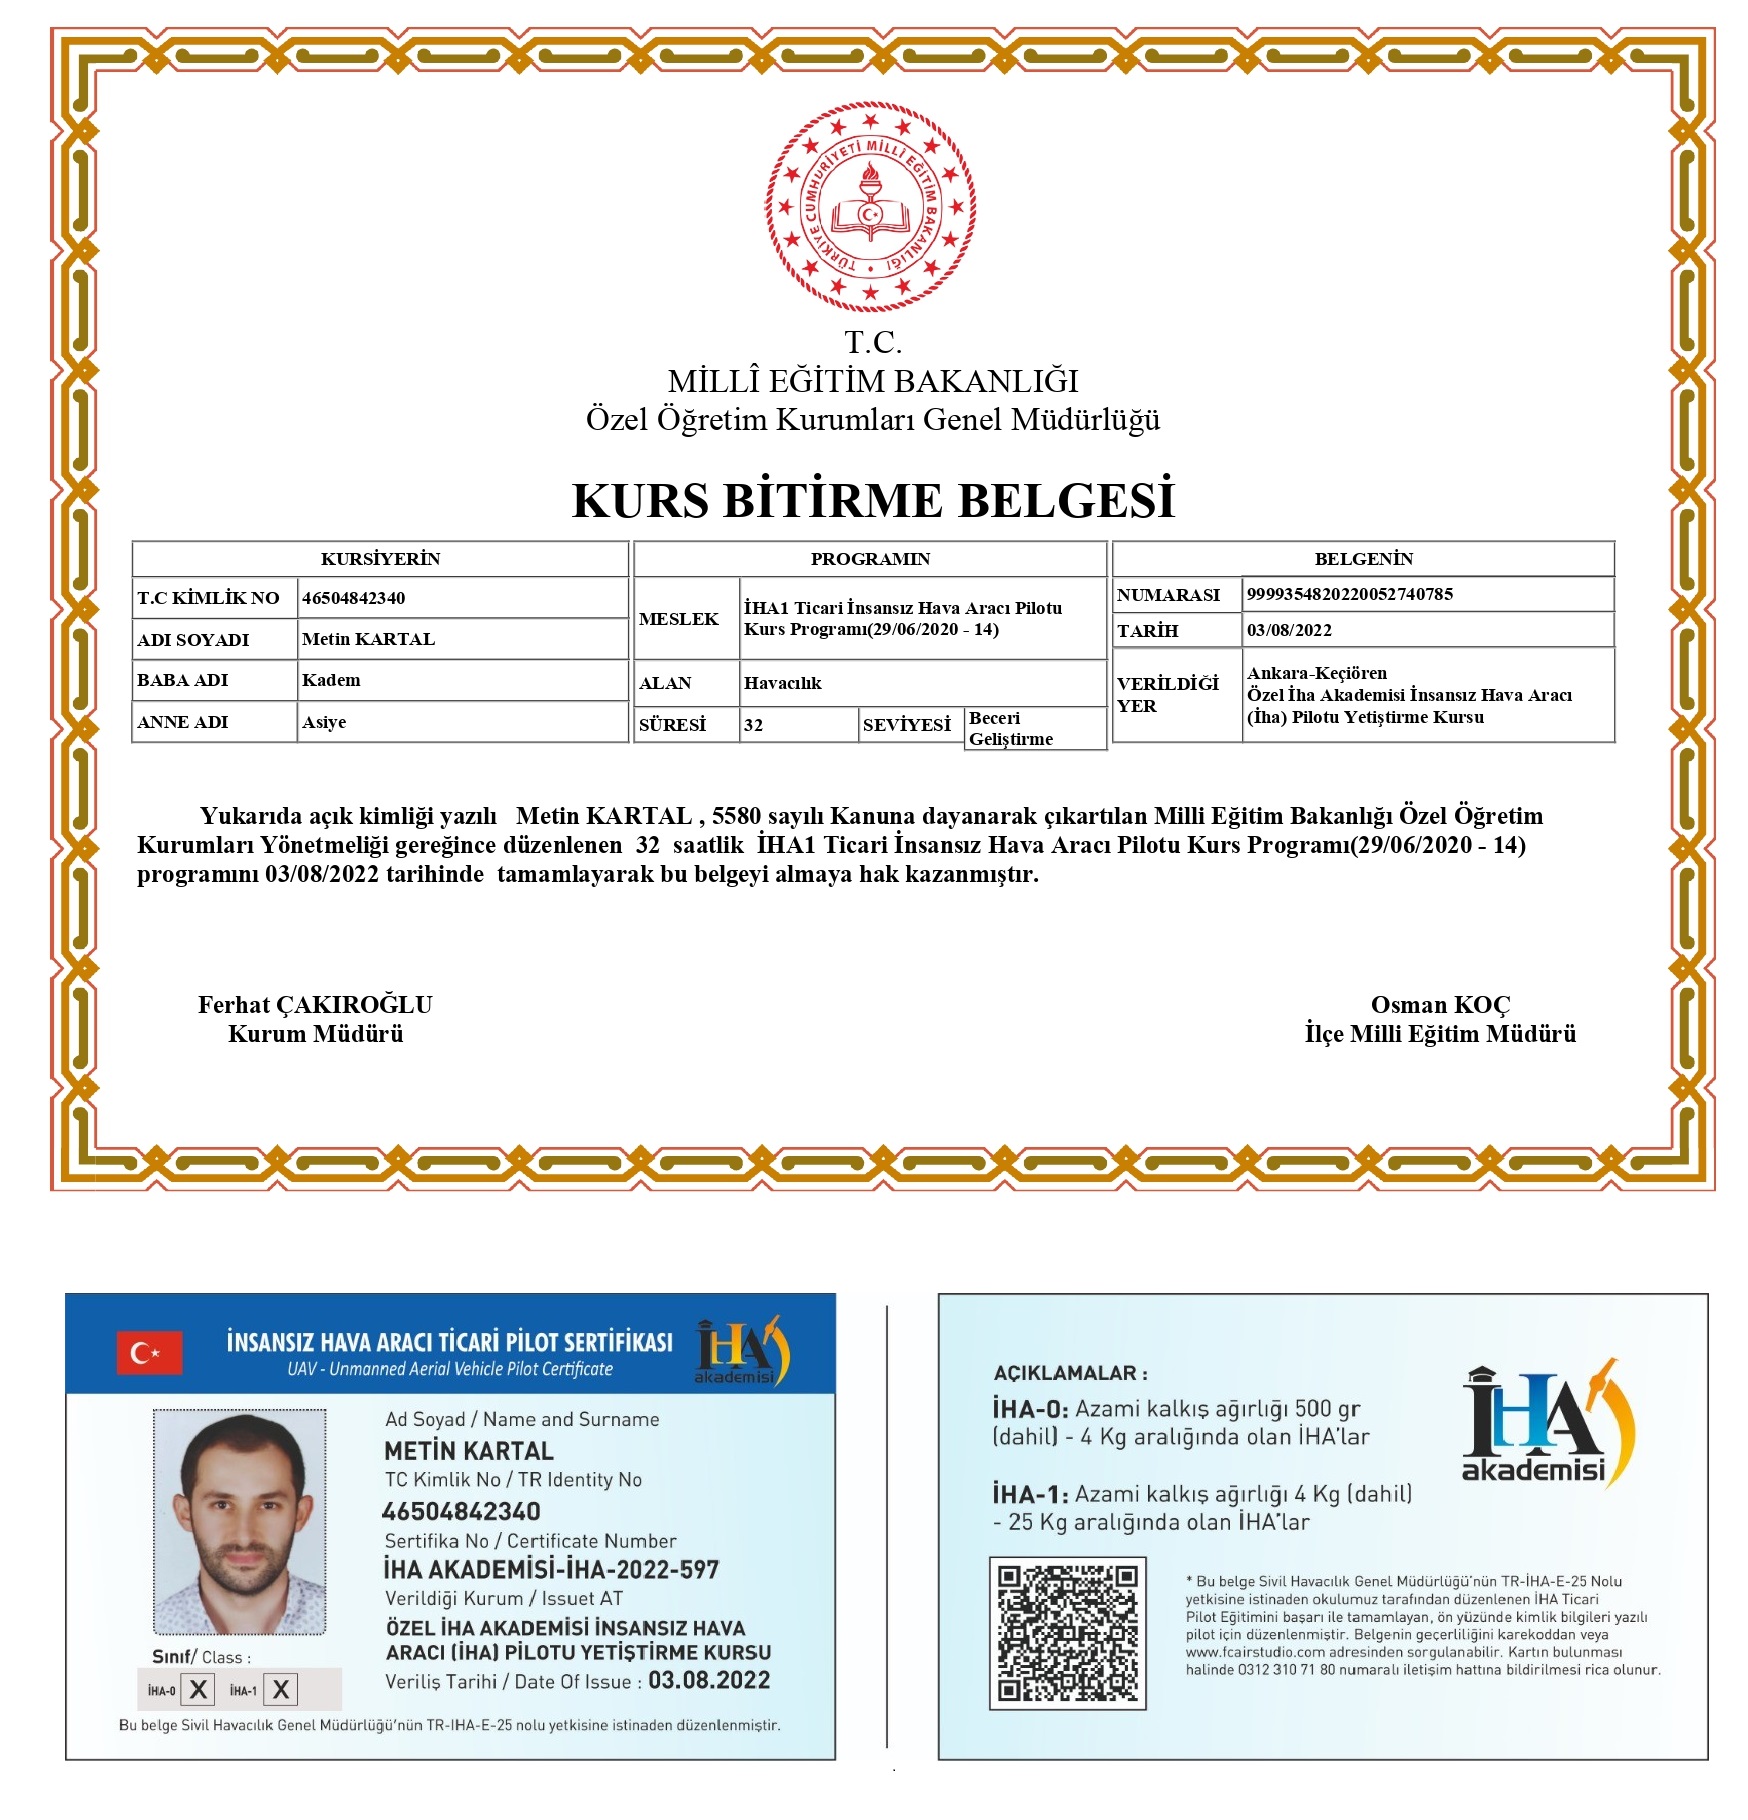 TÜRKİYE CUMHURİYETİ MİLLİ EĞİTİM BAKANLIĞI
T.C.
MİLLÎ EĞİTİM BAKANLIĞI
Özel Öğretim Kurumları Genel Müdürlüğü
KURS BİTİRME BELGESİ
KURSİYERİN
T.C KİMLİK NO 46504842340
ADI SOYADI Metin KARTAL
BABA ADI Kadem
ANNE ADI Asiye
PROGRAMIN
MESLEK İHA1 Ticari İnsansız Hava Aracı Pilotu
Kurs Programı(29/06/2020 - 14)
ALAN Havacılık
SÜRESİ 32 SEVİYESİ Beceri
Geliştirme
BELGENİN
NUMARASI 9999354820220052740785
TARİH 03/08/2022
VERİLDİĞİ
YER
Ankara-Keçiören
Özel İha Akademisi İnsansız Hava Aracı
(İha) Pilotu Yetiştirme Kursu
Yukarıda açık kimliği yazılı Metin KARTAL , 5580 sayılı Kanuna dayanarak çıkartılan Milli Eğitim Bakanlığı Özel Öğretim
Kurumları Yönetmeliği gereğince düzenlenen 32 saatlik İHA1 Ticari İnsansız Hava Aracı Pilotu Kurs Programı(29/06/2020 - 14)
programını 03/08/2022 tarihinde tamamlayarak bu belgeyi almaya hak kazanmıştır.
Ferhat ÇAKIROĞLU
Kurum Müdürü
Osman KOÇ
İlçe Milli Eğitim Müdürü
İNSANSIZ HAVA ARACI TİCARİ PİLOT SERTİFİKASI
UAV - Unmanned Aerial Vehicle Pilot Certificate
İHA
akademisi
Ad Soyad / Name and Surname
METİN KARTAL
TC Kimlik No / TR Identity No
46504842340
Sertifika No / Certificate Number
İHA AKADEMİSİ-İHA-2022-597
Verildiği Kurum / Issuet AT
ÖZEL İHA AKADEMİSİ İNSANSIZ HAVA
ARACI (İHA) PİLOTU YETİŞTİRME KURSU
Veriliş Tarihi / Date Of Issue : 03.08.2022
Sınıf/ Class :
İHA-0 X İHA-1 X
Bu belge Sivil Havacılık Genel Müdürlüğü'nün TR-IHA-E-25 nolu yetkisine istinaden düzenlenmiştir.
AÇIKLAMALAR :
İHA-0: Azami kalkış ağırlığı 500 gr
(dahil) - 4 Kg aralığında olan İHA'lar
İHA-1: Azami kalkış ağırlığı 4 Kg (dahil)
- 25 Kg aralığında olan İHA'lar
İHA
akademisi
* Bu belge Sivil Havacılık Genel Müdürlüğü'nün TR-İHA-E-25 Nolu
yetkisine istinaden okulumuz tarafından düzenlenen İHA Ticari
Pilot Eğitimini başarı ile tamamlayan, ön yüzünde kimlik bilgileri yazılı
pilot için düzenlenmiştir. Belgenin geçerliliğini karekoddan veya
www.fcairstudio.com adresinden sorgulanabilir. Kartın bulunması
halinde 0312 310 71 80 numaralı iletişim hattına bildirilmesi rica olunur.